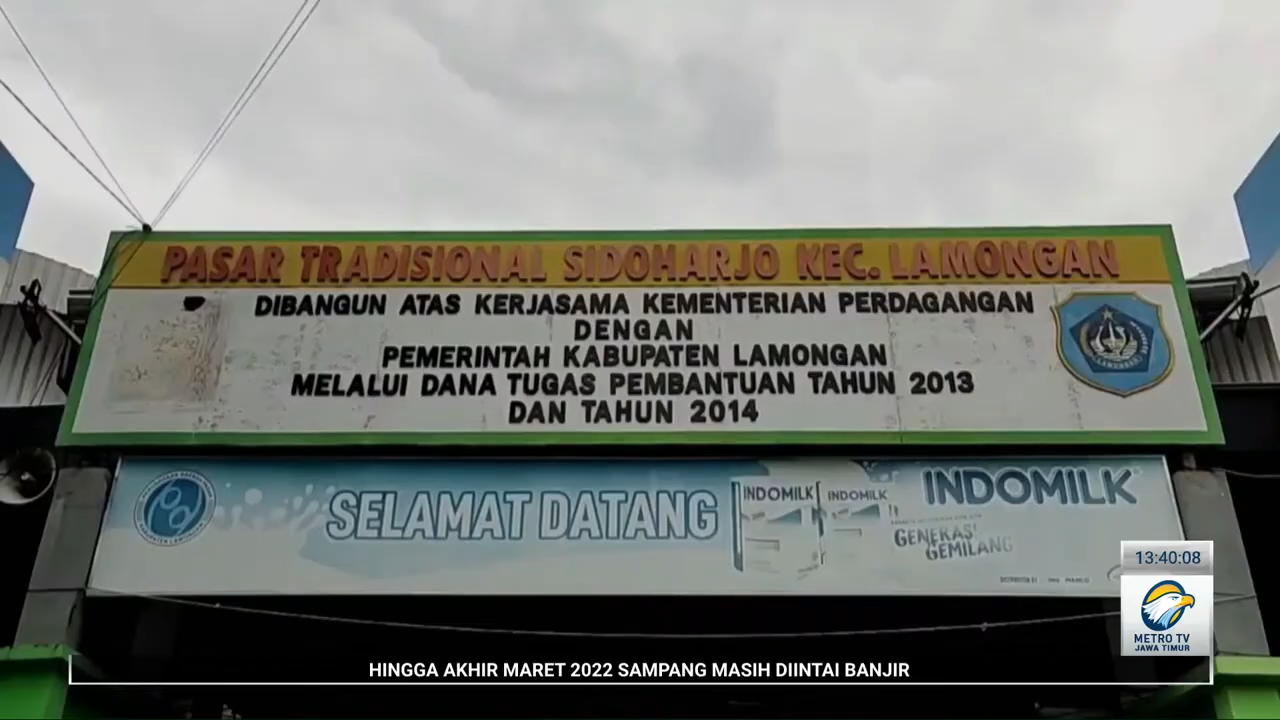 PASAR TRADISIONAL SIDOHARJO KEC. LAMONGAN
DIBANGUN ATAS KERJASAMA KEMENTERIAN PERDAGANGAN
DENGAN
PEMERINTAH KABUPATEN LAMONGAN
MELALUI DANA TUGAS PEMBANTUAN TAHUN 2013
DAN TAHUN 2014
LAMONGAN
SELAMAT DATANG
INDOMILK
INDOMILK
INDOMILK
GENERASI
GEMILANG
13:40:08
METRO TV
JAWA TIMUR
HINGGA AKHIR MARET 2022 SAMPANG MASIH DIINTAI BANJIR